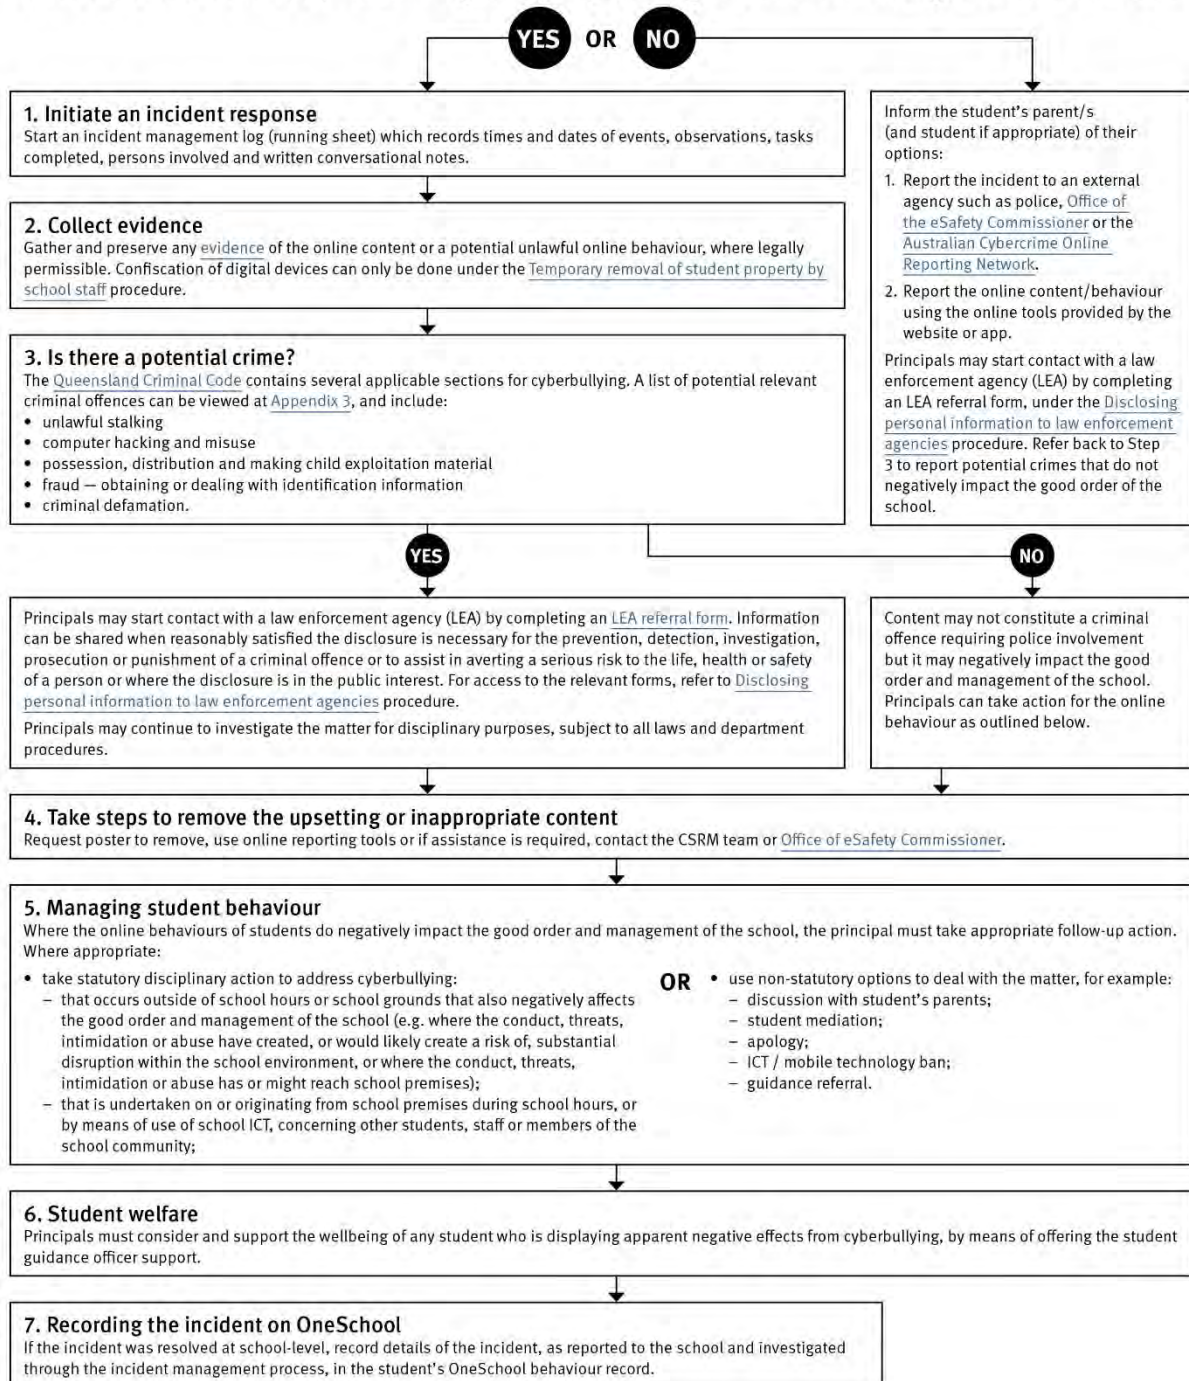 YES OR NO
1. Initiate an incident response
Start an incident management log (running sheet) which records times and dates of events, observations, tasks
completed, persons involved and written conversational notes.
Inform the student's parent/s
(and student if appropriate) of their
options:
1. Report the incident to an external
agency such as police, Office of
the eSafety Commissioner or the
Australian Cybercrime Online
Reporting Network.
2. Report the online content/behaviour
using the online tools provided by the
website or app.
Principals may start contact with a law
enforcement agency (LEA) by completing
an LEA referral form, under the Disclosing
personal information to law enforcement
agencies procedure. Refer back to Step
3 to report potential crimes that do not
negatively impact the good order of the
school.
2. Collect evidence
Gather and preserve any evidence of the online content or a potential unlawful online behaviour, where legally
permissible. Confiscation of digital devices can only be done under the Temporary removal of student property by
school staff procedure.
3. Is there a potential crime?
The Queensland Criminal Code contains several applicable sections for cyberbullying. A list of potential relevant
criminal offences can be viewed at Appendix 3, and include:
• unlawful stalking
• computer hacking and misuse
• possession, distribution and making child exploitation material
• fraud — obtaining or dealing with identification information
• criminal defamation.
YES
NO
Principals may start contact with a law enforcement agency (LEA) by completing an LEA referral form. Information
can be shared when reasonably satisfied the disclosure is necessary for the prevention, detection, investigation,
prosecution or punishment of a criminal offence or to assist in averting a serious risk to the life, health or safety
of a person or where the disclosure is in the public interest. For access to the relevant forms, refer to Disclosing
personal information to law enforcement agencies procedure.
Principals may continue to investigate the matter for disciplinary purposes, subject to all laws and department
procedures.
Content may not constitute a criminal
offence requiring police involvement
but it may negatively impact the good
order and management of the school.
Principals can take action for the online
behaviour as outlined below.
4. Take steps to remove the upsetting or inappropriate content
Request poster to remove, use online reporting tools or if assistance is required, contact the CSRM team or Office of eSafety Commissioner.
5. Managing student behaviour
Where the online behaviours of students do negatively impact the good order and management of the school, the principal must take appropriate follow-up action.
Where appropriate:
• take statutory disciplinary action to address cyberbullying:
– that occurs outside of school hours or school grounds that also negatively affects
the good order and management of the school (e.g. where the conduct, threats,
intimidation or abuse have created, or would likely create a risk of, substantial
disruption within the school environment, or where the conduct, threats,
intimidation or abuse has or might reach school premises);
– that is undertaken on or originating from school premises during school hours, or
by means of use of school ICT, concerning other students, staff or members of the
school community;
OR
• use non-statutory options to deal with the matter, for example:
– discussion with student's parents;
– student mediation;
– apology;
– ICT / mobile technology ban;
– guidance referral.
6. Student welfare
Principals must consider and support the wellbeing of any student who is displaying apparent negative effects from cyberbullying, by means of offering the student
guidance officer support.
7. Recording the incident on OneSchool
If the incident was resolved at school-level, record details of the incident, as reported to the school and investigated
through the incident management process, in the student's OneSchool behaviour record.